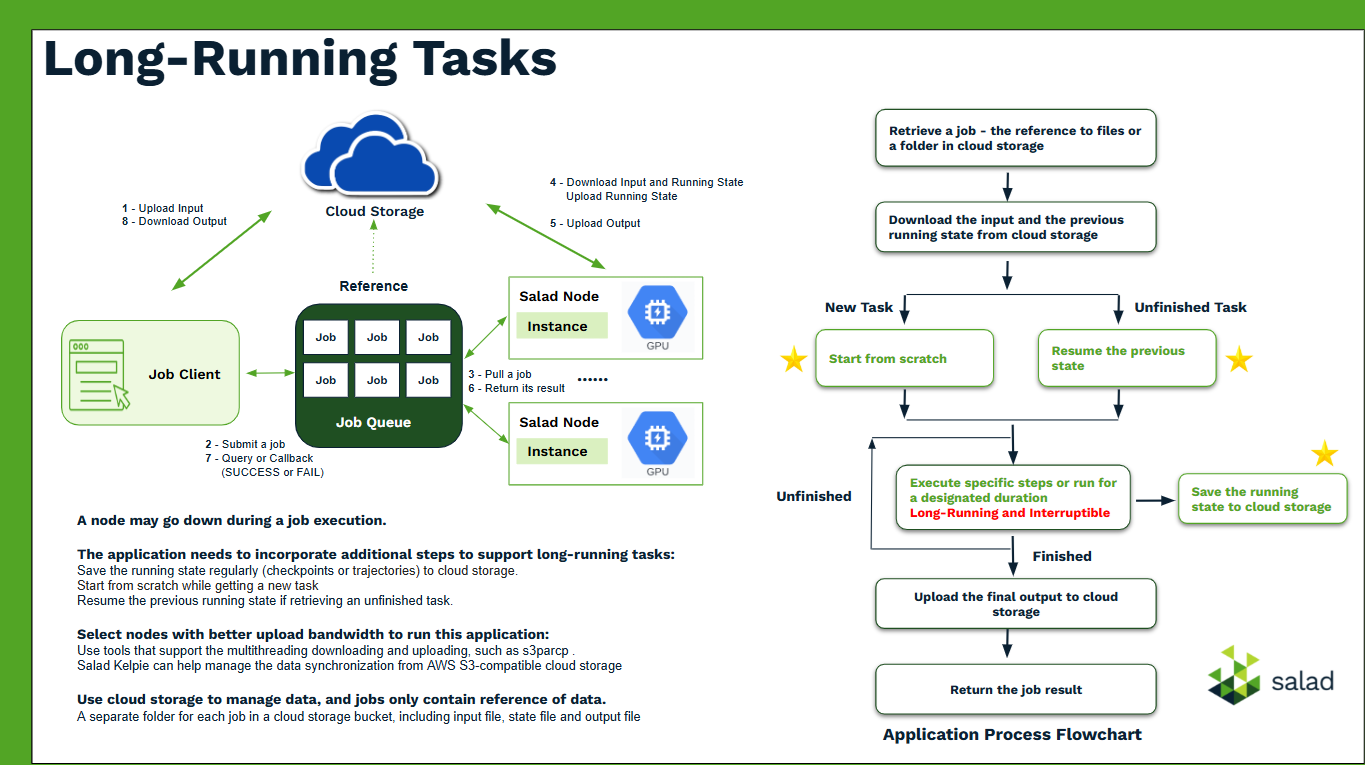 Long-Running Tasks
1 - Upload Input
8 - Download Output
Cloud Storage
4 - Download Input and Running State
Upload Running State
5 - Upload Output
Reference
Job Client
Job Job Job
Job Job Job
Job Queue
Salad Node
Instance
GPU
3 - Pull a job
6 - Return its result
......
Salad Node
Instance
GPU
2 - Submit a job
7 - Query or Callback
(SUCCESS or FAIL)
A node may go down during a job execution.
The application needs to incorporate additional steps to support long-running tasks:
Save the running state regularly (checkpoints or trajectories) to cloud storage.
Start from scratch while getting a new task
Resume the previous running state if retrieving an unfinished task.
Select nodes with better upload bandwidth to run this application:
Use tools that support the multithreading downloading and uploading, such as s3parcp .
Salad Kelpie can help manage the data synchronization from AWS S3-compatible cloud storage
Use cloud storage to manage data, and jobs only contain reference of data.
A separate folder for each job in a cloud storage bucket, including input file, state file and output file
Retrieve a job - the reference to files or
a folder in cloud storage
Download the input and the previous
running state from cloud storage
New Task
Unfinished Task
Start from scratch
Resume the previous
state
Unfinished
Execute specific steps or run for
a designated duration
Long-Running and Interruptible
Save the running
state to cloud storage
Finished
Upload the final output to cloud
storage
Return the job result
Application Process Flowchart
salad